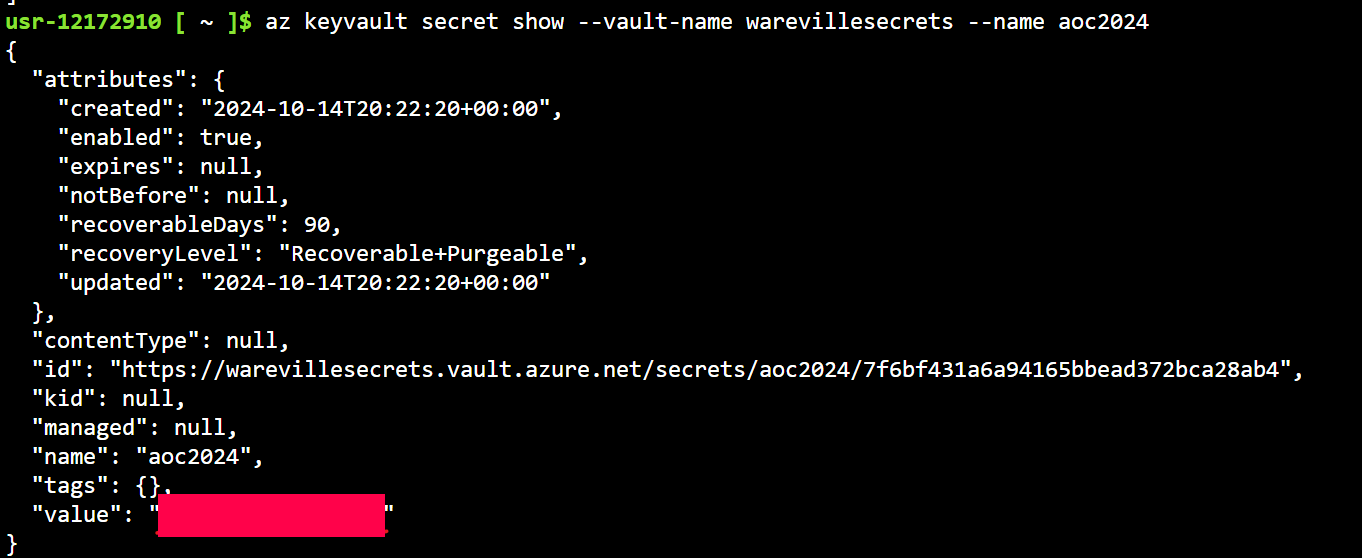 usr-12172910 [ ~ ]$ az keyvault secret show --vault-name warevillesecrets --name aoc2024
{
  "attributes": {
    "created": "2024-10-14T20:22:20+00:00",
    "enabled": true,
    "expires": null,
    "notBefore": null,
    "recoverableDays": 90,
    "recoveryLevel": "Recoverable+Purgeable",
    "updated": "2024-10-14T20:22:20+00:00"
  },
  "contentType": null,
  "id": "https://warevillesecrets.vault.azure.net/secrets/aoc2024/7f6bf431a6a94165bbead372bca28ab4",
  "kid": null,
  "managed": null,
  "name": "aoc2024",
  "tags": {},
  "value": ""
}